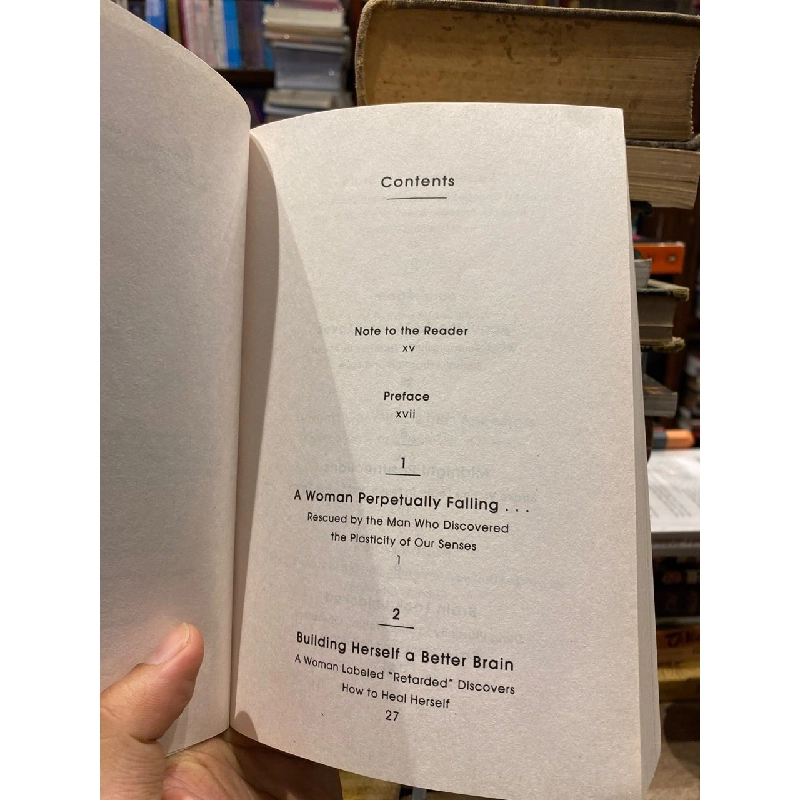 Contents
Note to the Reader
xv
Preface
xvii
1
A Woman Perpetually Falling . . .
Rescued by the Man Who Discovered
the Plasticity of Our Senses
1
2
Building Herself a Better Brain
A Woman Labeled "Retarded" Discovers
How to Heal Herself
27